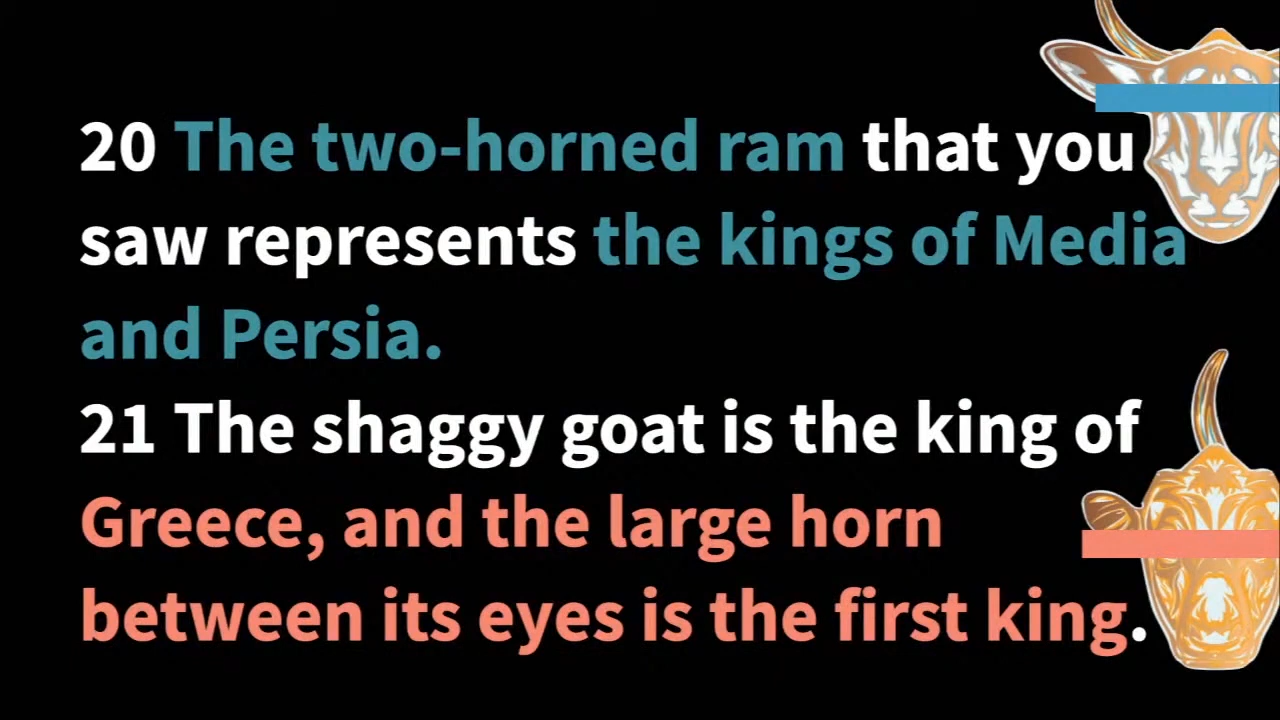 20 The two-horned ram that you
saw represents the kings of Media
and Persia.
21 The shaggy goat is the king of
Greece, and the large horn
between its eyes is the first king.